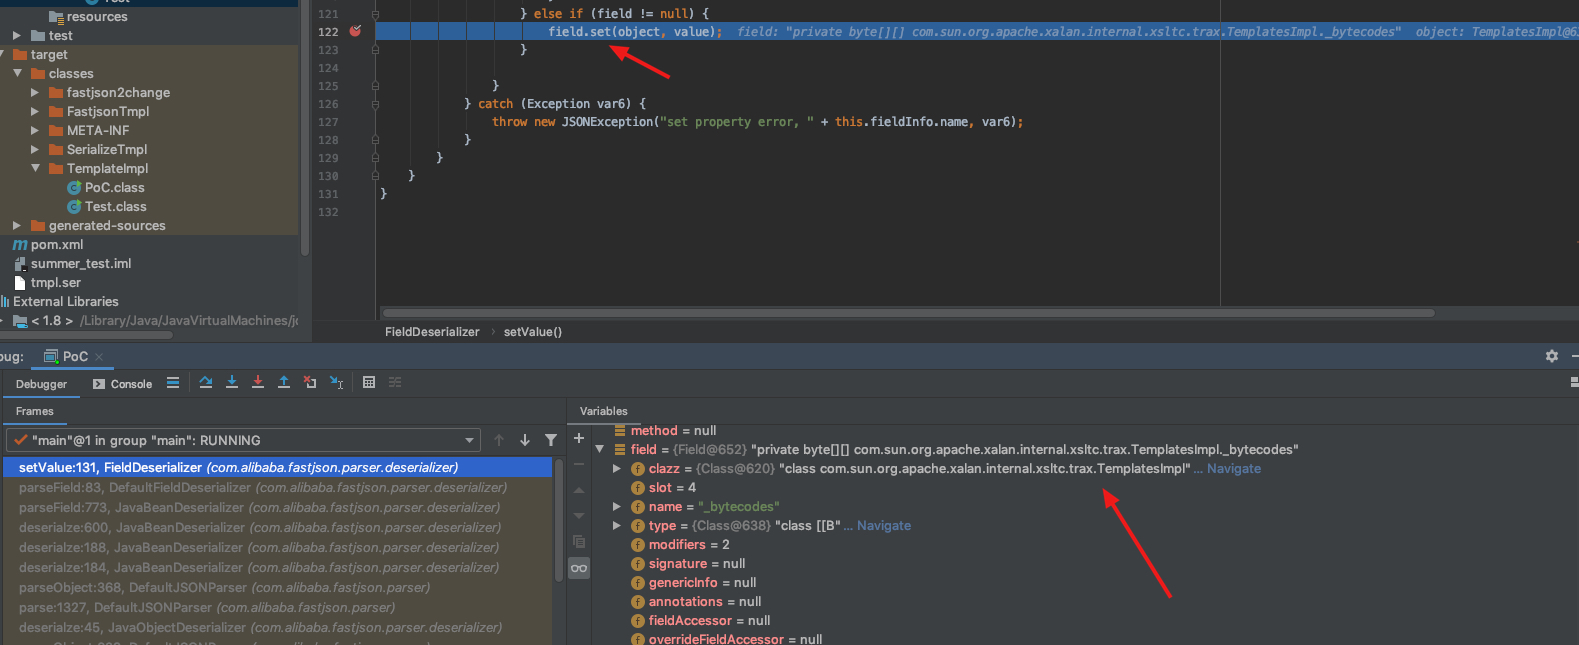 Test
resources
test
target
classes
fastjson2change
FastjsonTmpl
META-INF
SerializeTmpl
TemplateImpl
PoC.class
Test.class
generated-sources
pom.xml
summer_test.iml
tmpl.ser
External Libraries
< 1.8 > /Library/Java/JavaVirtualMachines/jd
121 } else if (field != null) {
122 field.set(object, value); field: "private byte[][] com.sun.org.apache.xalan.internal.xsltc.trax.TemplatesImpl._bytecodes" object: TemplatesImpl@6
123 }
124
125 }
126 } catch (Exception var6) {
127 throw new JSONException("set property error, " + this.fieldInfo.name, var6);
128 }
129 }
130 }
131 }
132
FieldDeserializer › setValue()
bug: PoC ×
Debugger Console
Frames
"main"@1 in group "main": RUNNING
setValue:131, FieldDeserializer (com.alibaba.fastjson.parser.deserializer)
parseField:83, DefaultFieldDeserializer (com.alibaba.fastjson.parser.deserializer)
parseField:773, JavaBeanDeserializer (com.alibaba.fastjson.parser.deserializer)
deserialze:600, JavaBeanDeserializer (com.alibaba.fastjson.parser.deserializer)
deserialze:188, JavaBeanDeserializer (com.alibaba.fastjson.parser.deserializer)
deserialze:184, JavaBeanDeserializer (com.alibaba.fastjson.parser.deserializer)
parseObject:368, DefaultJSONParser (com.alibaba.fastjson.parser)
parse:1327, DefaultJSONParser (com.alibaba.fastjson.parser)
deserialze:45, JavaObjectDeserializer (com.alibaba.fastjson.parser.deserializer)
Variables
method = null
field = {Field@652} "private byte[][] com.sun.org.apache.xalan.internal.xsltc.trax.TemplatesImpl._bytecodes"
clazz = {Class@620} "class com.sun.org.apache.xalan.internal.xsltc.trax.TemplatesImpl" ... Navigate
slot = 4
name = "_bytecodes"
type = {Class@638} "class [[B" ... Navigate
modifiers = 2
signature = null
genericInfo = null
annotations = null
fieldAccessor = null
overrideFieldAccessor = null